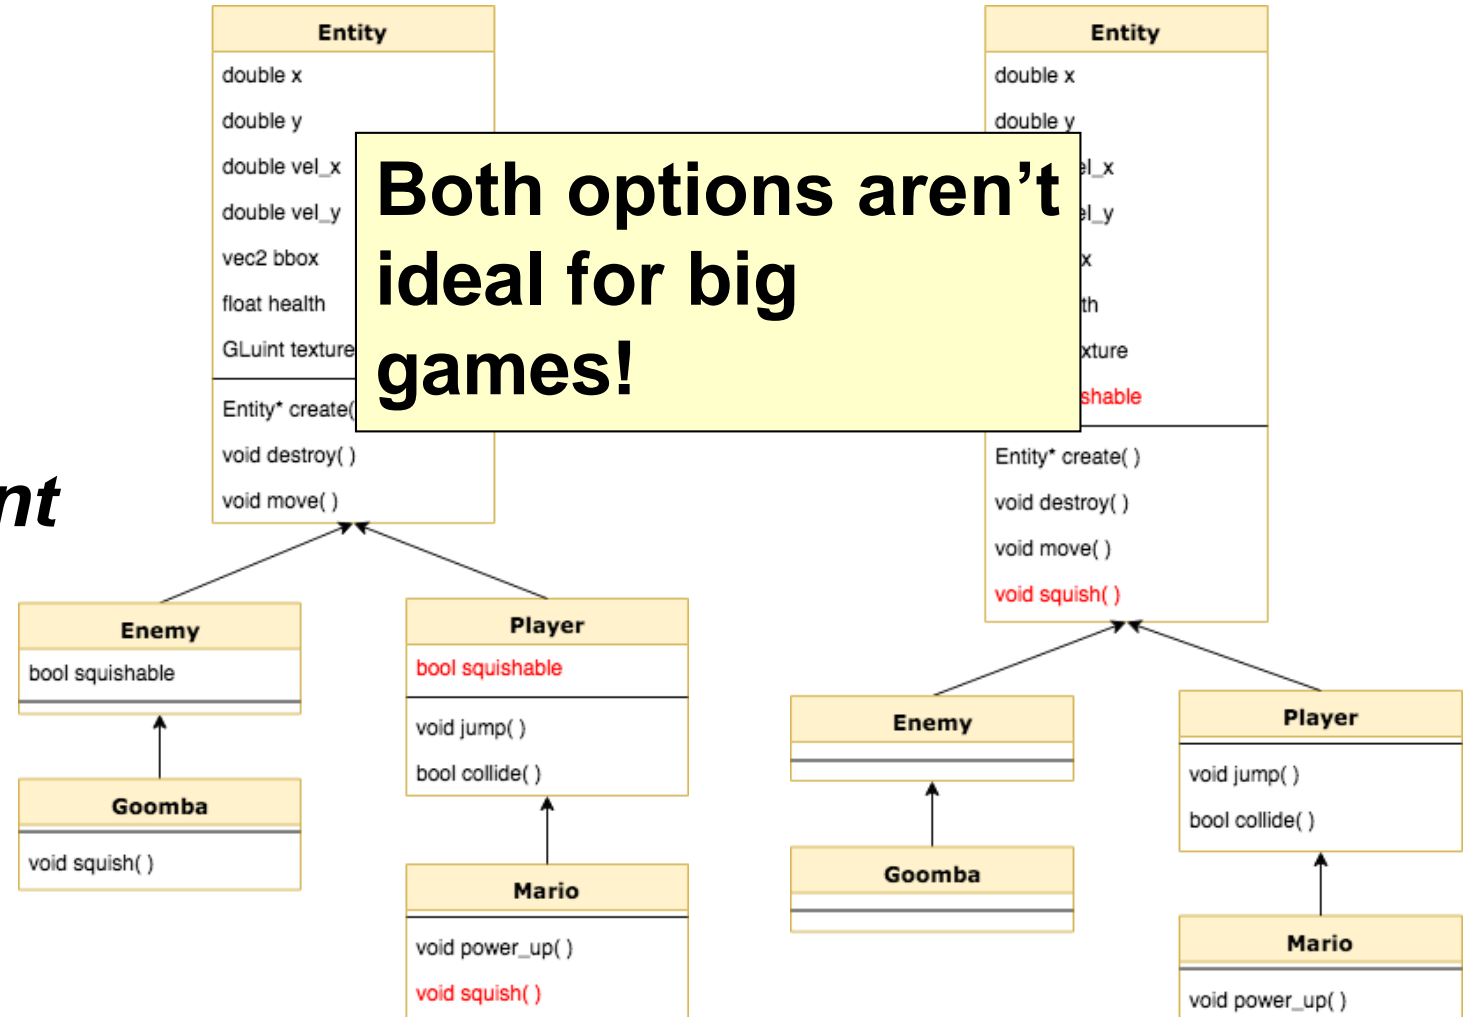 Entity
double x
double y
double vel_x
double vel_y
vec2 bbox
float health
GLuint texture
Entity* create(
void destroy( )
void move( )
Enemy
bool squishable
Goomba
void squish( )
Player
bool squishable
void jump( )
bool collide( )
Mario
void power_up( )
void squish( )
Both options aren’t
ideal for big
games!
nt
Entity
double x
double y
el_x
el_y
x
th
xture
shable
Entity* create( )
void destroy( )
void move( )
void squish( )
Enemy
Goomba
Player
void jump( )
bool collide( )
Mario
void power_up( )